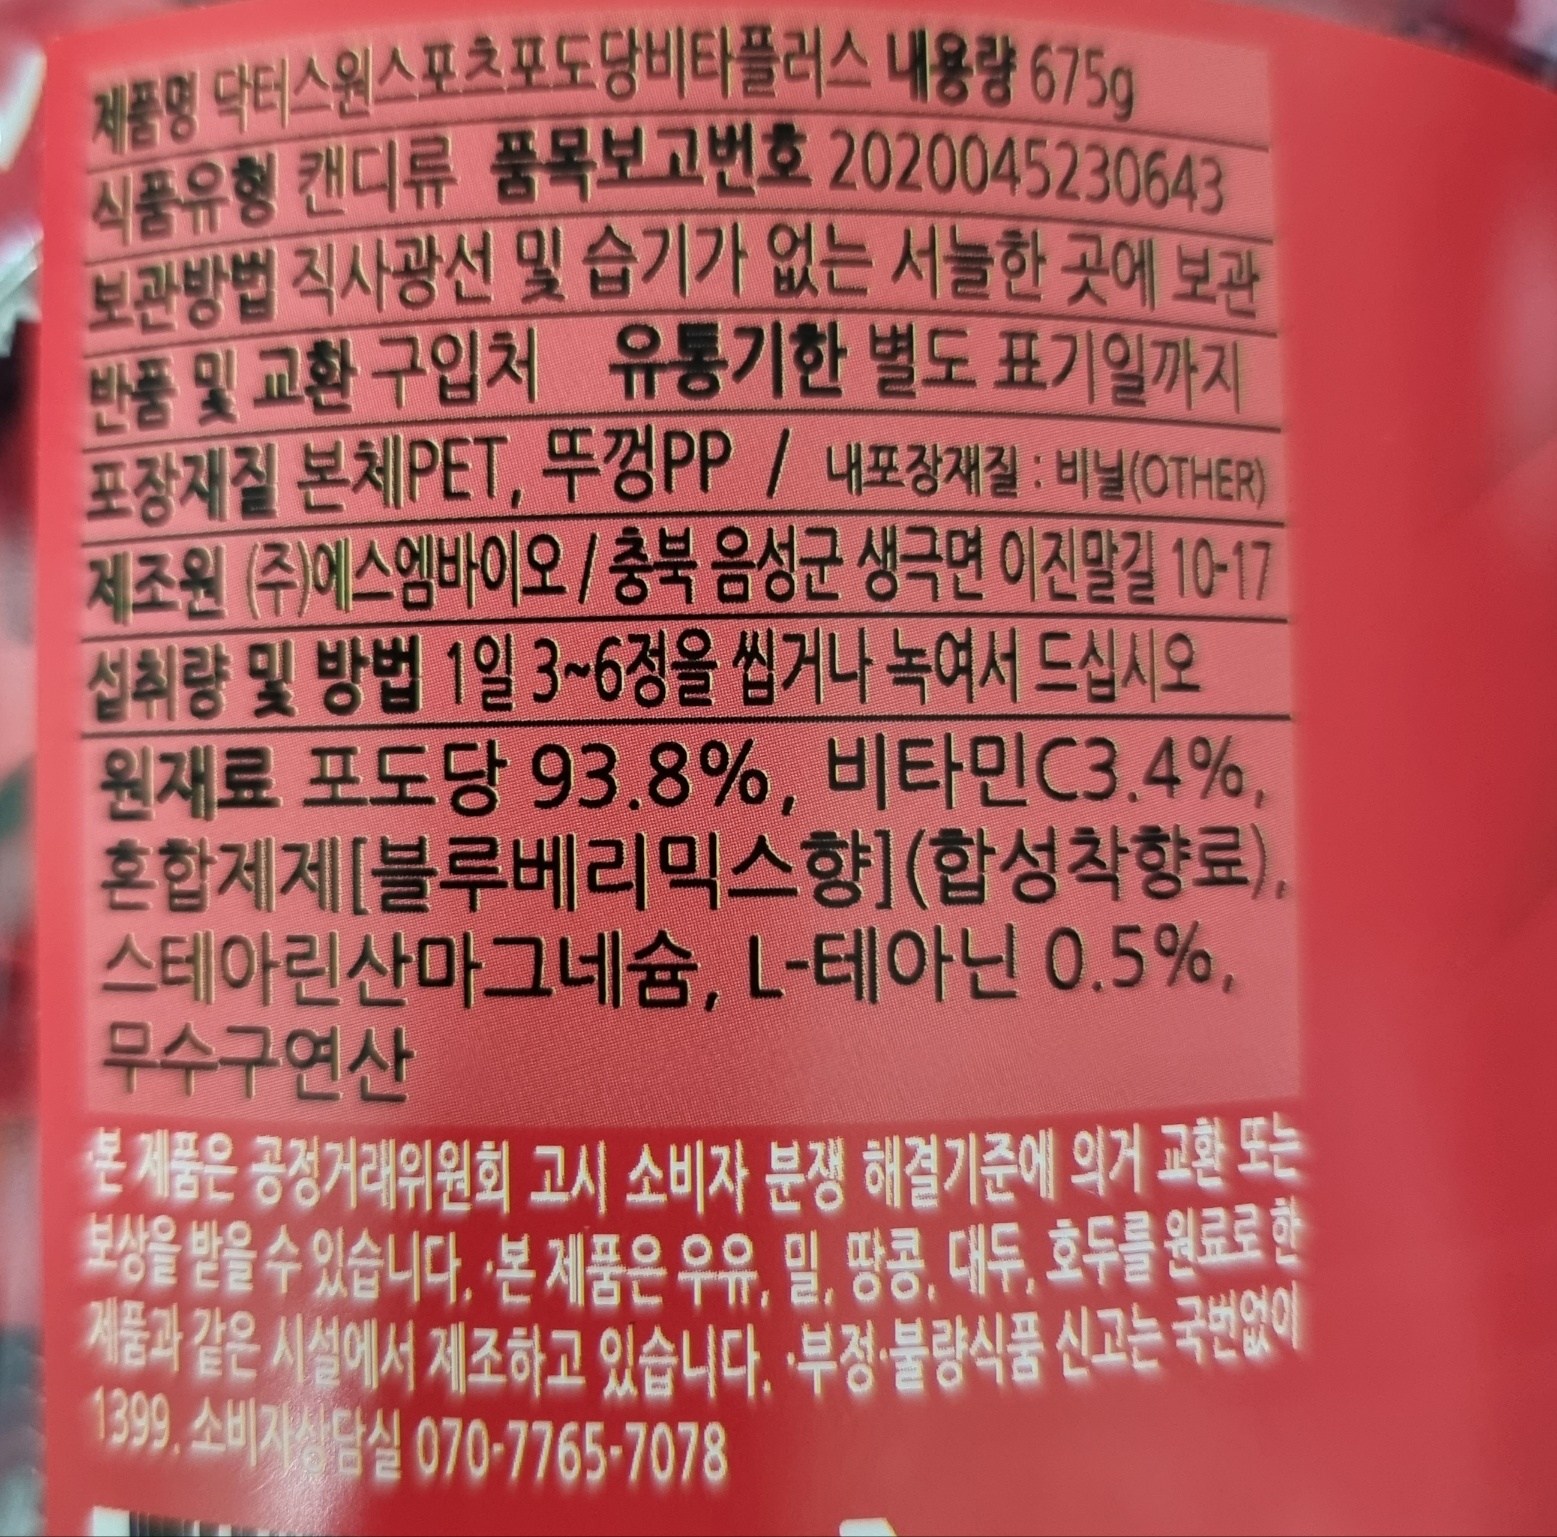 제품명 닥터스원스포츠포도당비타플러스 내용량 675g
식품유형 캔디류 품목보고번호 2020045230643
보관방법 직사광선 및 습기가 없는 서늘한 곳에 보관
반품 및 교환 구입처 유통기한 별도 표기일까지
포장재질 본체PET, 뚜껑PP / 내포장재질 : 비닐(OTHER)
제조원 (주)에스엠바이오 / 충북 음성군 생극면 이진말길 10-17
섭취량 및 방법 1일 3~6정을 씹거나 녹여서 드십시오
원재료 포도당 93.8%, 비타민C3.4%,
혼합제제[블루베리믹스향](합성착향료),
스테아린산마그네슘, L-테아닌 0.5%,
무수구연산
·본 제품은 공정거래위원회 고시 소비자 분쟁 해결기준에 의거 교환 또는
보상을 받을 수 있습니다. ·본 제품은 우유, 밀, 땅콩, 대두, 호두를 원료로 한
제품과 같은 시설에서 제조하고 있습니다. ·부정·불량식품 신고는 국번없이
1399. 소비자상담실 070-7765-7078